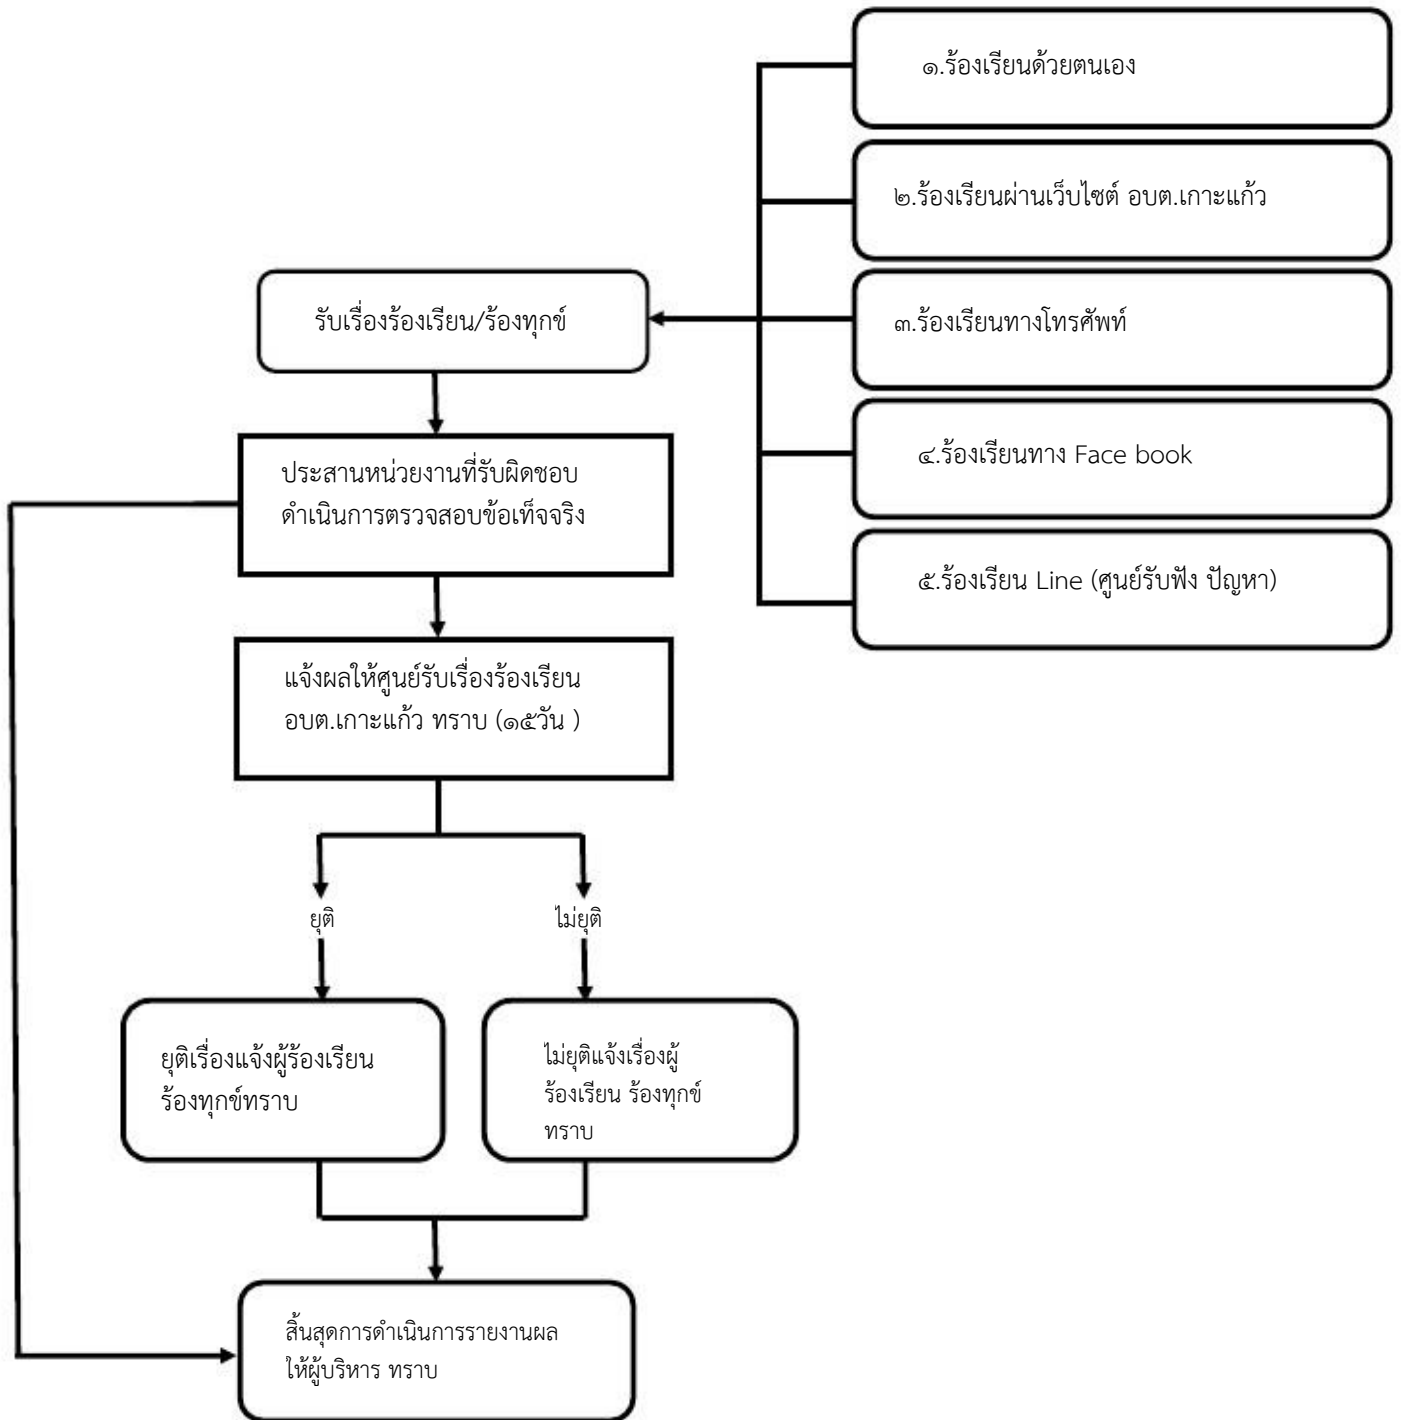 ๑.ร้องเรียนด้วยตนเอง
๒.ร้องเรียนผ่านเว็บไซต์ อบต.เกาะแก้ว
๓.ร้องเรียนทางโทรศัพท์
๔.ร้องเรียนทาง Face book
๕.ร้องเรียน Line (ศูนย์รับฟัง ปัญหา)
รับเรื่องร้องเรียน/ร้องทุกข์
ประสานหน่วยงานที่รับผิดชอบ
ดำเนินการตรวจสอบข้อเท็จจริง
แจ้งผลให้ศูนย์รับเรื่องร้องเรียน
อบต.เกาะแก้ว ทราบ (๑๕วัน )
ยุติ
ไม่ยุติ
ยุติเรื่องแจ้งผู้ร้องเรียน
ร้องทุกข์ทราบ
ไม่ยุติแจ้งเรื่องผู้
ร้องเรียน ร้องทุกข์
ทราบ
สิ้นสุดการดำเนินการรายงานผล
ให้ผู้บริหาร ทราบ